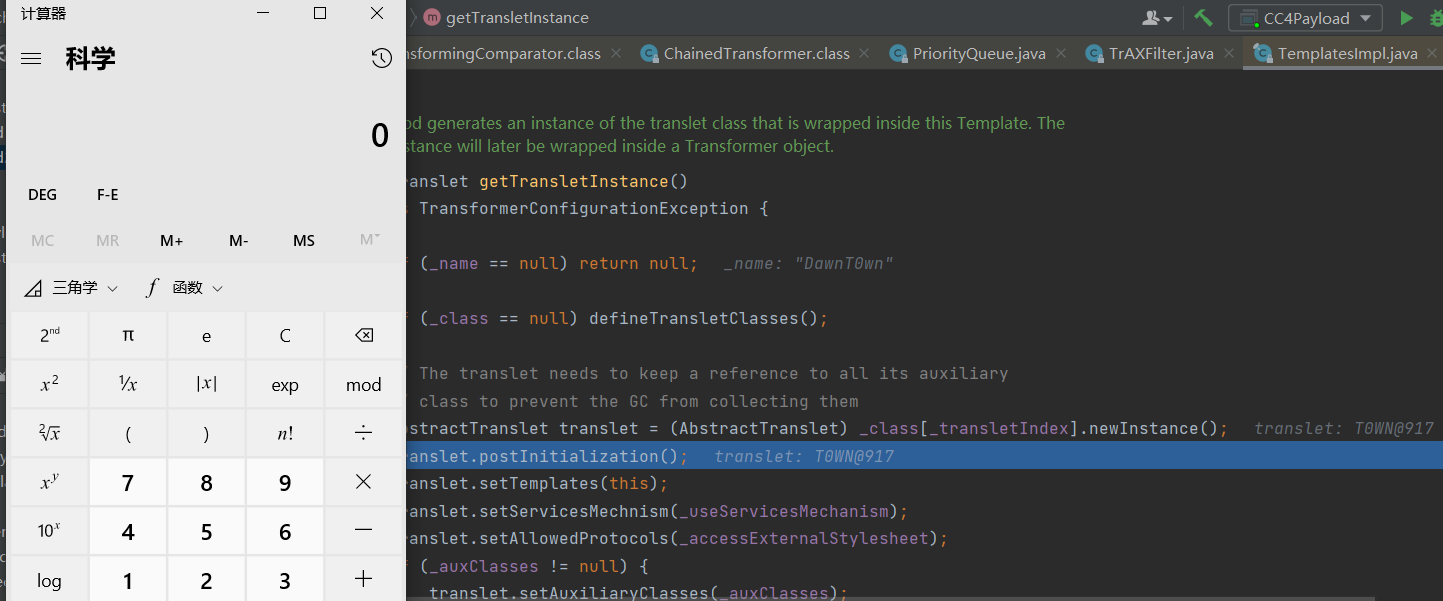 计算器
科学
0
DEG F-E
MC MR M+ M- MS M˅
三角学 f 函数
2ⁿᵈ π e C
x² ¹/x |x| exp mod
²√x ( ) n! ÷
xʸ 7 8 9 ×
10ˣ 4 5 6 −
log 1 2 3 +
m getTransletInstance CC4Payload
nsformingComparator.class × ChainedTransformer.class × PriorityQueue.java × TrAXFilter.java × TemplatesImpl.java ×
od generates an instance of the translet class that is wrapped inside this Template. The
stance will later be wrapped inside a Transformer object.
ranslet getTransletInstance()
TransformerConfigurationException {
(_name == null) return null; _name: "DawnT0wn"
(_class == null) defineTransletClasses();
The translet needs to keep a reference to all its auxiliary
class to prevent the GC from collecting them
bstractTranslet translet = (AbstractTranslet) _class[_transletIndex].newInstance(); translet: T0WN@917
ranslet.postInitialization(); translet: T0WN@917
ranslet.setTemplates(this);
ranslet.setServicesMechnism(_useServicesMechanism);
ranslet.setAllowedProtocols(_accessExternalStylesheet);
(_auxClasses != null) {
translet.setAuxiliaryClasses(_auxClasses);